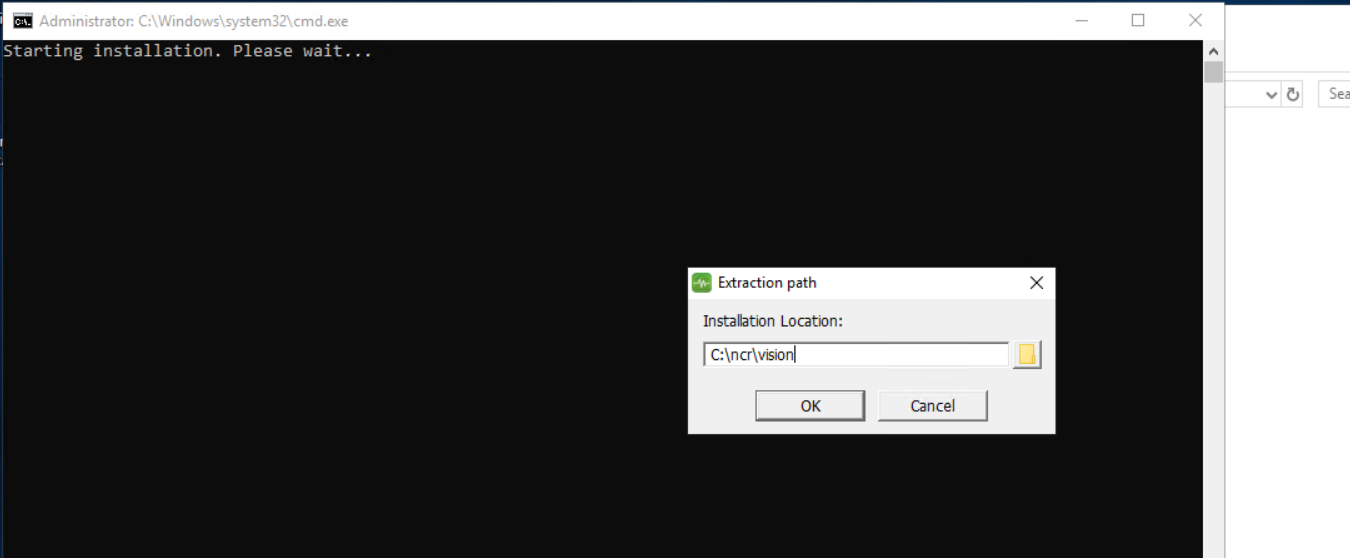 Administrator: C:\Windows\system32\cmd.exe
Starting installation. Please wait...
Sea
Extraction path
Installation Location:
C:\ncr\vision
OK Cancel